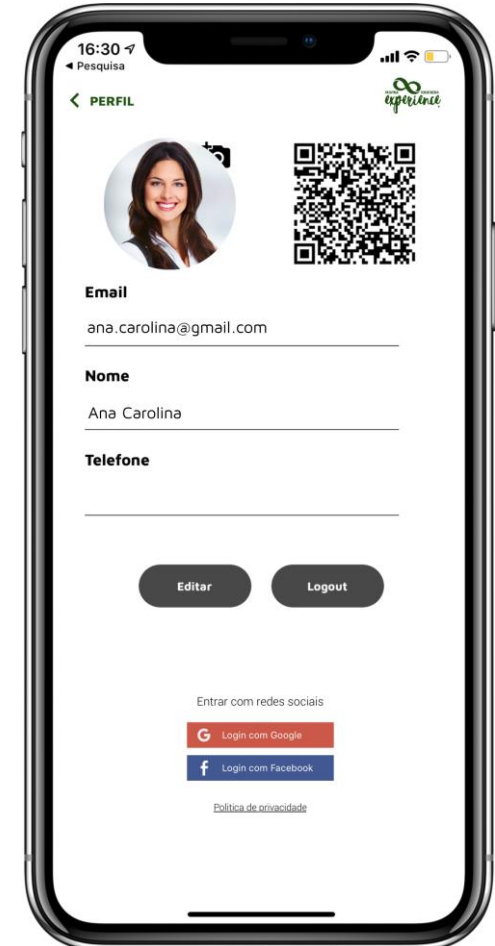 16:30
◀ Pesquisa
PERFIL
experience
Email
ana.carolina@gmail.com
Nome
Ana Carolina
Telefone
Editar
Logout
Entrar com redes sociais
G Login com Google
f Login com Facebook
Politica de privacidade